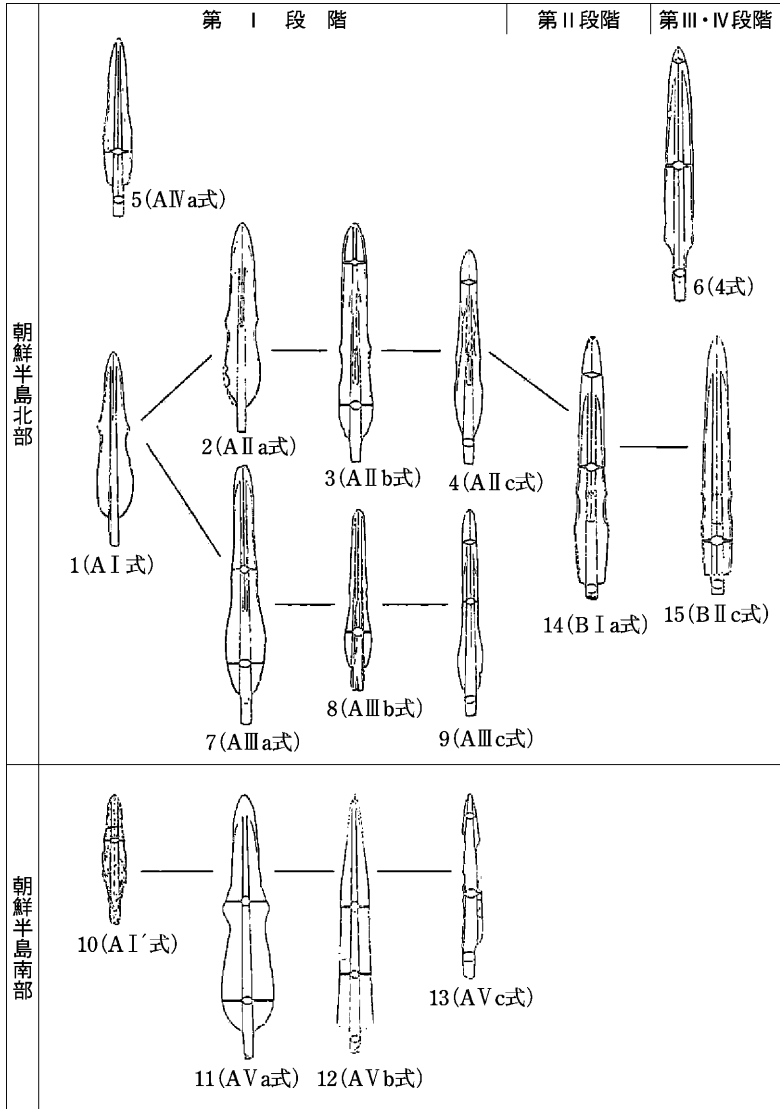 第 I 段 階
第II段階
第III・IV段階
朝鮮半島北部
5(AⅣa式)
6(4式)
2(AⅡa式)
3(AⅡb式)
4(AⅡc式)
1(AⅠ式)
14(BⅠa式)
15(BⅡc式)
7(AⅢa式)
8(AⅢb式)
9(AⅢc式)
朝鮮半島南部
10(AⅠ′式)
11(AⅤa式)
12(AⅤb式)
13(AⅤc式)